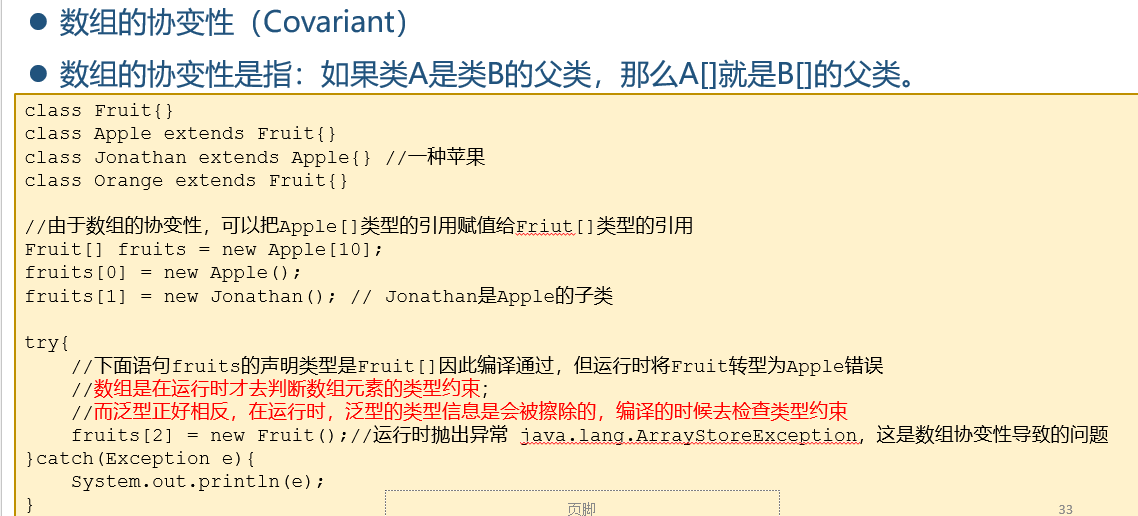 ● 数组的协变性（Covariant）
● 数组的协变性是指：如果类A是类B的父类，那么A[]就是B[]的父类。
class Fruit{}
class Apple extends Fruit{}
class Jonathan extends Apple{} //一种苹果
class Orange extends Fruit{}
//由于数组的协变性，可以把Apple[]类型的引用赋值给Friut[]类型的引用
Fruit[] fruits = new Apple[10];
fruits[0] = new Apple();
fruits[1] = new Jonathan(); // Jonathan是Apple的子类
try{
//下面语句fruits的声明类型是Fruit[]因此编译通过，但运行时将Fruit转型为Apple错误
//数组是在运行时才去判断数组元素的类型约束;
//而泛型正好相反，在运行时，泛型的类型信息是会被擦除的，编译的时候去检查类型约束
fruits[2] = new Fruit();//运行时抛出异常 java.lang.ArrayStoreException，这是数组协变性导致的问题
}catch(Exception e){
System.out.println(e);
}
页脚
33